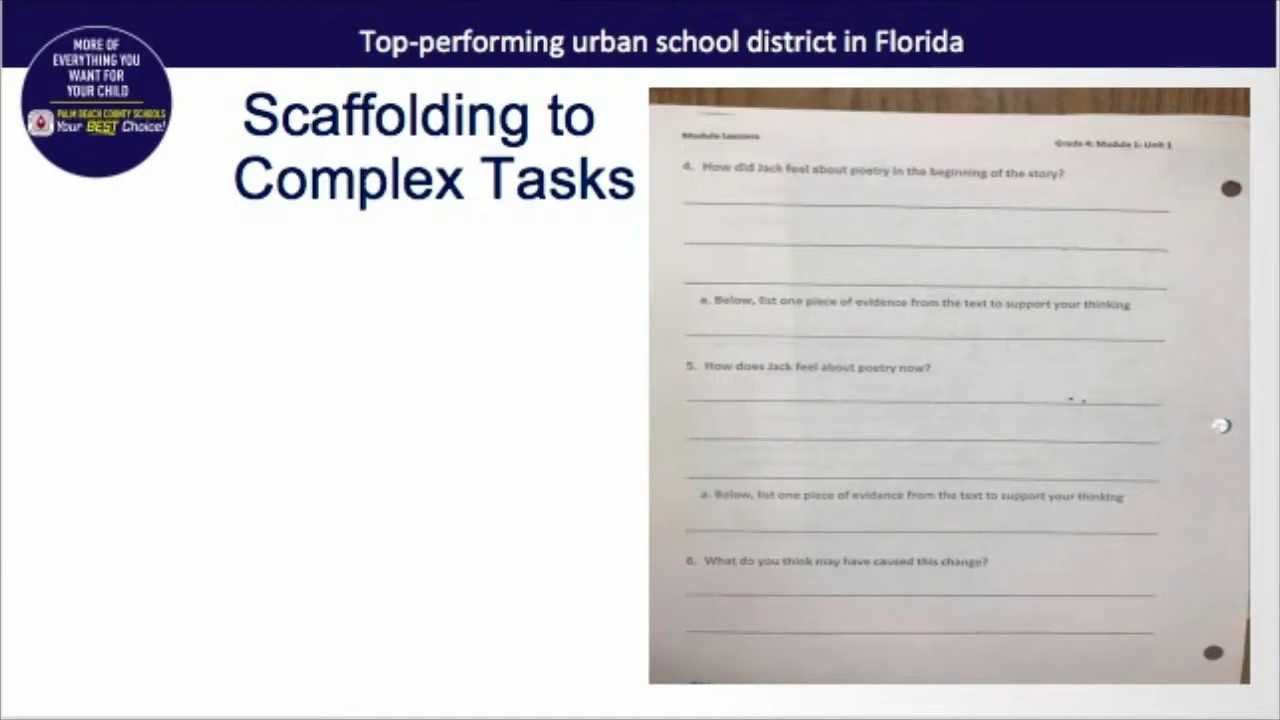 Top-performing urban school district in Florida
MORE OF
EVERYTHING YOU
WANT FOR
YOUR CHILD
PALM BEACH COUNTY SCHOOLS
Your BEST Choice!
Scaffolding to
Complex Tasks
Module Lessons
Grade 4: Module 1: Unit 1
4. How did Jack feel about poetry in the beginning of the story?
a. Below, list one piece of evidence from the text to support your thinking
5. How does Jack feel about poetry now?
a. Below, list one piece of evidence from the text to support your thinking
6. What do you think may have caused this change?